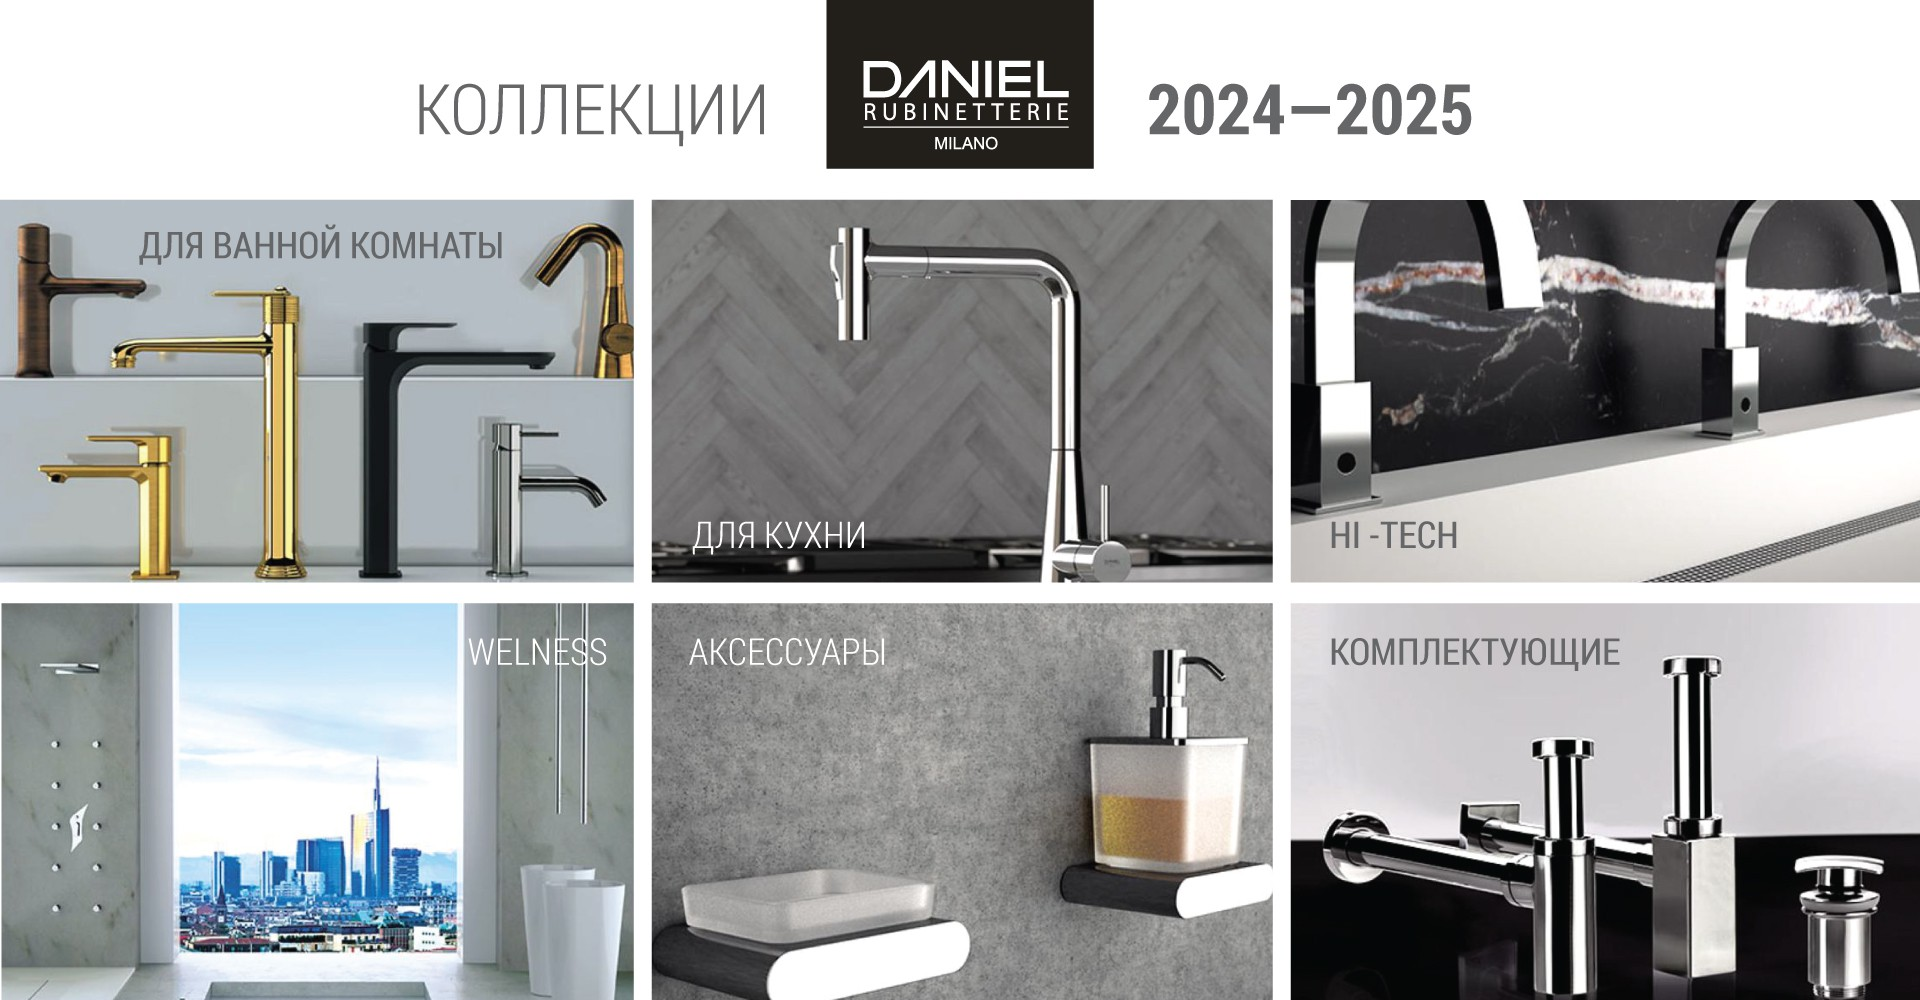 КОЛЛЕКЦИИ
DANIEL
RUBINETTERIE
MILANO
2024—2025
ДЛЯ ВАННОЙ КОМНАТЫ
ДЛЯ КУХНИ
HI -TECH
WELNESS
АКСЕССУАРЫ
КОМПЛЕКТУЮЩИЕ